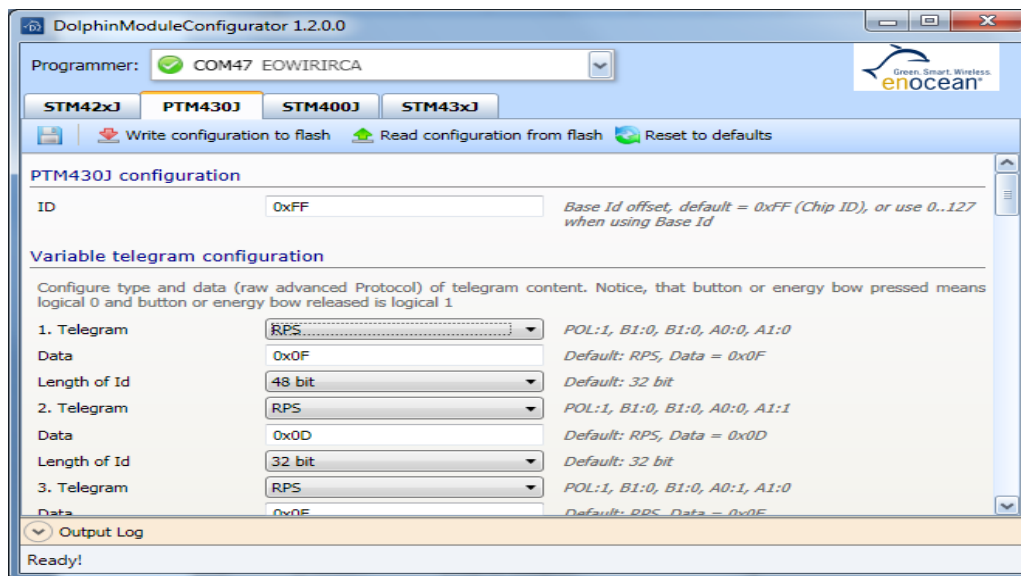 DolphinModuleConfigurator 1.2.0.0
Programmer: COM47 EOWIRIRCA
Green. Smart. Wireless.
enocean®
STM42xJ PTM430J STM400J STM43xJ
Write configuration to flash Read configuration from flash Reset to defaults
PTM430J configuration
ID 0xFF Base Id offset, default = 0xFF (Chip ID), or use 0..127
when using Base Id
Variable telegram configuration
Configure type and data (raw advanced Protocol) of telegram content. Notice, that button or energy bow pressed means
logical 0 and button or energy bow released is logical 1
1. Telegram RPS POL:1, B1:0, B1:0, A0:0, A1:0
Data 0x0F Default: RPS, Data = 0x0F
Length of Id 48 bit Default: 32 bit
2. Telegram RPS POL:1, B1:0, B1:0, A0:0, A1:1
Data 0x0D Default: RPS, Data = 0x0D
Length of Id 32 bit Default: 32 bit
3. Telegram RPS POL:1, B1:0, B1:0, A0:1, A1:0
Data Default: RPS, Data =
Output Log
Ready!